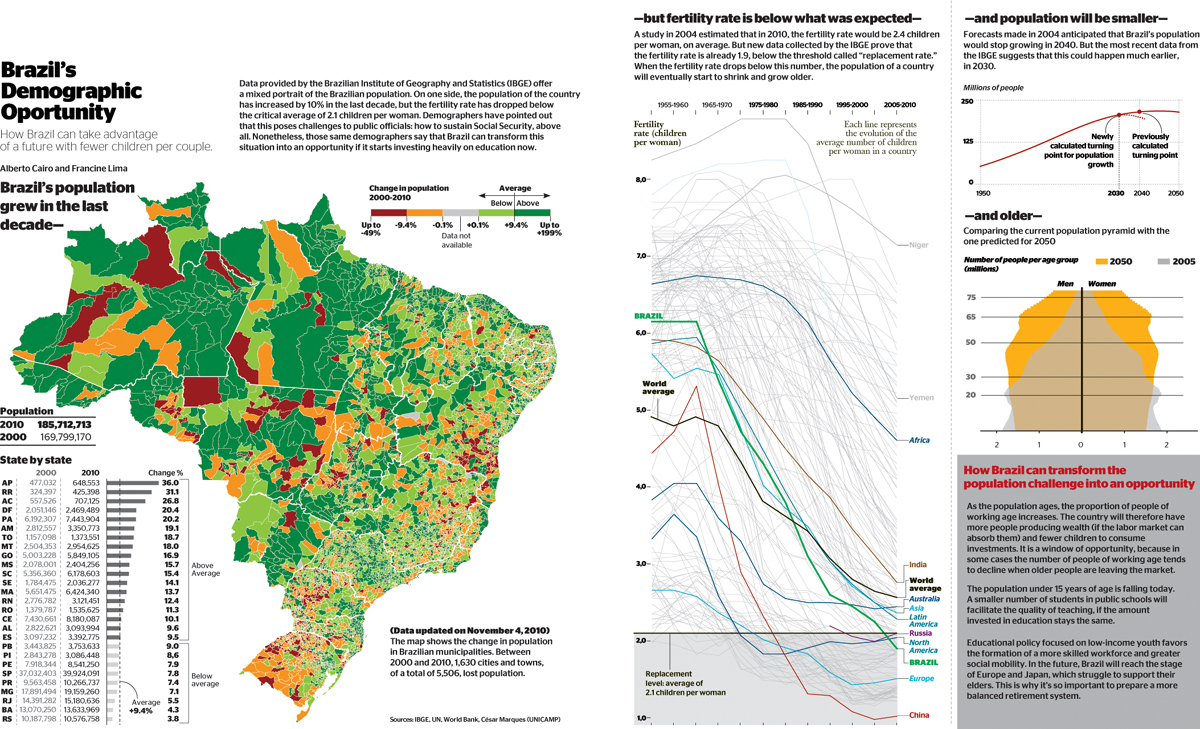 Brazil's
Demographic
Oportunity
How Brazil can take advantage
of a future with fewer children per couple.
Alberto Cairo and Francine Lima
Data provided by the Brazilian Institute of Geography and Statistics (IBGE) offer
a mixed portrait of the Brazilian population. On one side, the population of the country
has increased by 10% in the last decade, but the fertility rate has dropped below
the critical average of 2.1 children per woman. Demographers have pointed out
that this poses challenges to public officials: how to sustain Social Security, above
all. Nonetheless, those same demographers say that Brazil can transform this
situation into an opportunity if it starts investing heavily on education now.
Brazil's population
grew in the last
decade—
Change in population
2000-2010
Average
Below Above
Up to
-49%
-9.4%
-0.1%
+0.1%
+9.4%
Up to
+199%
Data not
available
Population
2010 185,712,713
2000 169,799,170
State by state
2000 2010 Change %
AP 477,032 648,553 36.0
RR 324,397 425,398 31.1
AC 557,526 707,125 26.8
DF 2,051,146 2,469,489 20.4
PA 6,192,307 7,443,904 20.2
AM 2,812,557 3,350,773 19.1
TO 1,157,098 1,373,551 18.7
MT 2,504,353 2,954,625 18.0
GO 5,003,228 5,849,105 16.9
MS 2,078,001 2,404,256 15.7
SC 5,356,360 6,178,603 15.4
SE 1,784,475 2,036,277 14.1
MA 5,651,475 6,424,340 13.7
RN 2,776,782 3,121,451 12.4
RO 1,379,787 1,535,625 11.3
CE 7,430,661 8,180,087 10.1
AL 2,822,621 3,093,994 9.6
ES 3,097,232 3,392,775 9.5
PB 3,443,825 3,753,633 9.0
PI 2,843,278 3,086,448 8,6
PE 7,918,344 8,541,250 7.9
SP 37,032,403 39,924,091 7.8
PR 9,563,458 10,266,737 7.4
MG 17,891,494 19,159,260 7.1
RJ 14,391,282 15,180,636 5.5
BA 13,070,250 13,633,969 4.3
RS 10,187,798 10,576,758 3.8
Above
Average
Below
average
Average
+9.4%
(Data updated on November 4, 2010)
The map shows the change in population
in Brazilian municipalities. Between
2000 and 2010, 1,630 cities and towns,
of a total of 5,506, lost population.
Sources: IBGE, UN, World Bank, César Marques (UNICAMP)
—but fertility rate is below what was expected—
A study in 2004 estimated that in 2010, the fertility rate would be 2.4 children
per woman, on average. But new data collected by the IBGE prove that
the fertility rate is already 1.9, below the threshold called "replacement rate."
When the fertility rate drops below this number, the population of a country
will eventually start to shrink and grow older.
1955-1960 1965-1970 1975-1980 1985-1990 1995-2000 2005-2010
Fertility
rate (children
per woman)
Each line represents
the evolution of the
average number of children
per woman in a country
8,0
7,0
6,0
5,0
4,0
3,0
2,0
1,0
BRAZIL
World
average
Niger
Yemen
Africa
India
World
average
Australia
Asia
Latin
America
Russia
North
America
BRAZIL
Europe
China
Replacement
level: average of
2.1 children per woman
—and population will be smaller—
Forecasts made in 2004 anticipated that Brazil's population
would stop growing in 2040. But the most recent data from
the IBGE suggests that this could happen much earlier,
in 2030.
Millions of people
250
125
0
Newly
calculated turning
point for population
growth
Previously
calculated
turning point
1950 2030 2040 2050
—and older—
Comparing the current population pyramid with the
one predicted for 2050
Number of people per age group
(millions)
2050 2005
Men Women
75
65
50
30
20
2 1 0 1 2
How Brazil can transform the
population challenge into an opportunity
As the population ages, the proportion of people of
working age increases. The country will therefore have
more people producing wealth (if the labor market can
absorb them) and fewer children to consume
investments. It is a window of opportunity, because in
some cases the number of people of working age tends
to decline when older people are leaving the market.
The population under 15 years of age is falling today.
A smaller number of students in public schools will
facilitate the quality of teaching, if the amount
invested in education stays the same.
Educational policy focused on low-income youth favors
the formation of a more skilled workforce and greater
social mobility. In the future, Brazil will reach the stage
of Europe and Japan, which struggle to support their
elders. This is why it's so important to prepare a more
balanced retirement system.